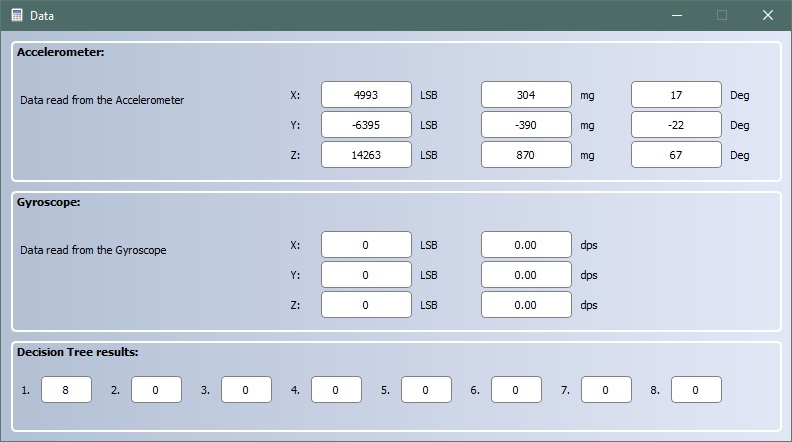 Data
Accelerometer:
Data read from the Accelerometer
X: 4993 LSB 304 mg 17 Deg
Y: -6395 LSB -390 mg -22 Deg
Z: 14263 LSB 870 mg 67 Deg
Gyroscope:
Data read from the Gyroscope
X: 0 LSB 0.00 dps
Y: 0 LSB 0.00 dps
Z: 0 LSB 0.00 dps
Decision Tree results:
1. 8 2. 0 3. 0 4. 0 5. 0 6. 0 7. 0 8. 0